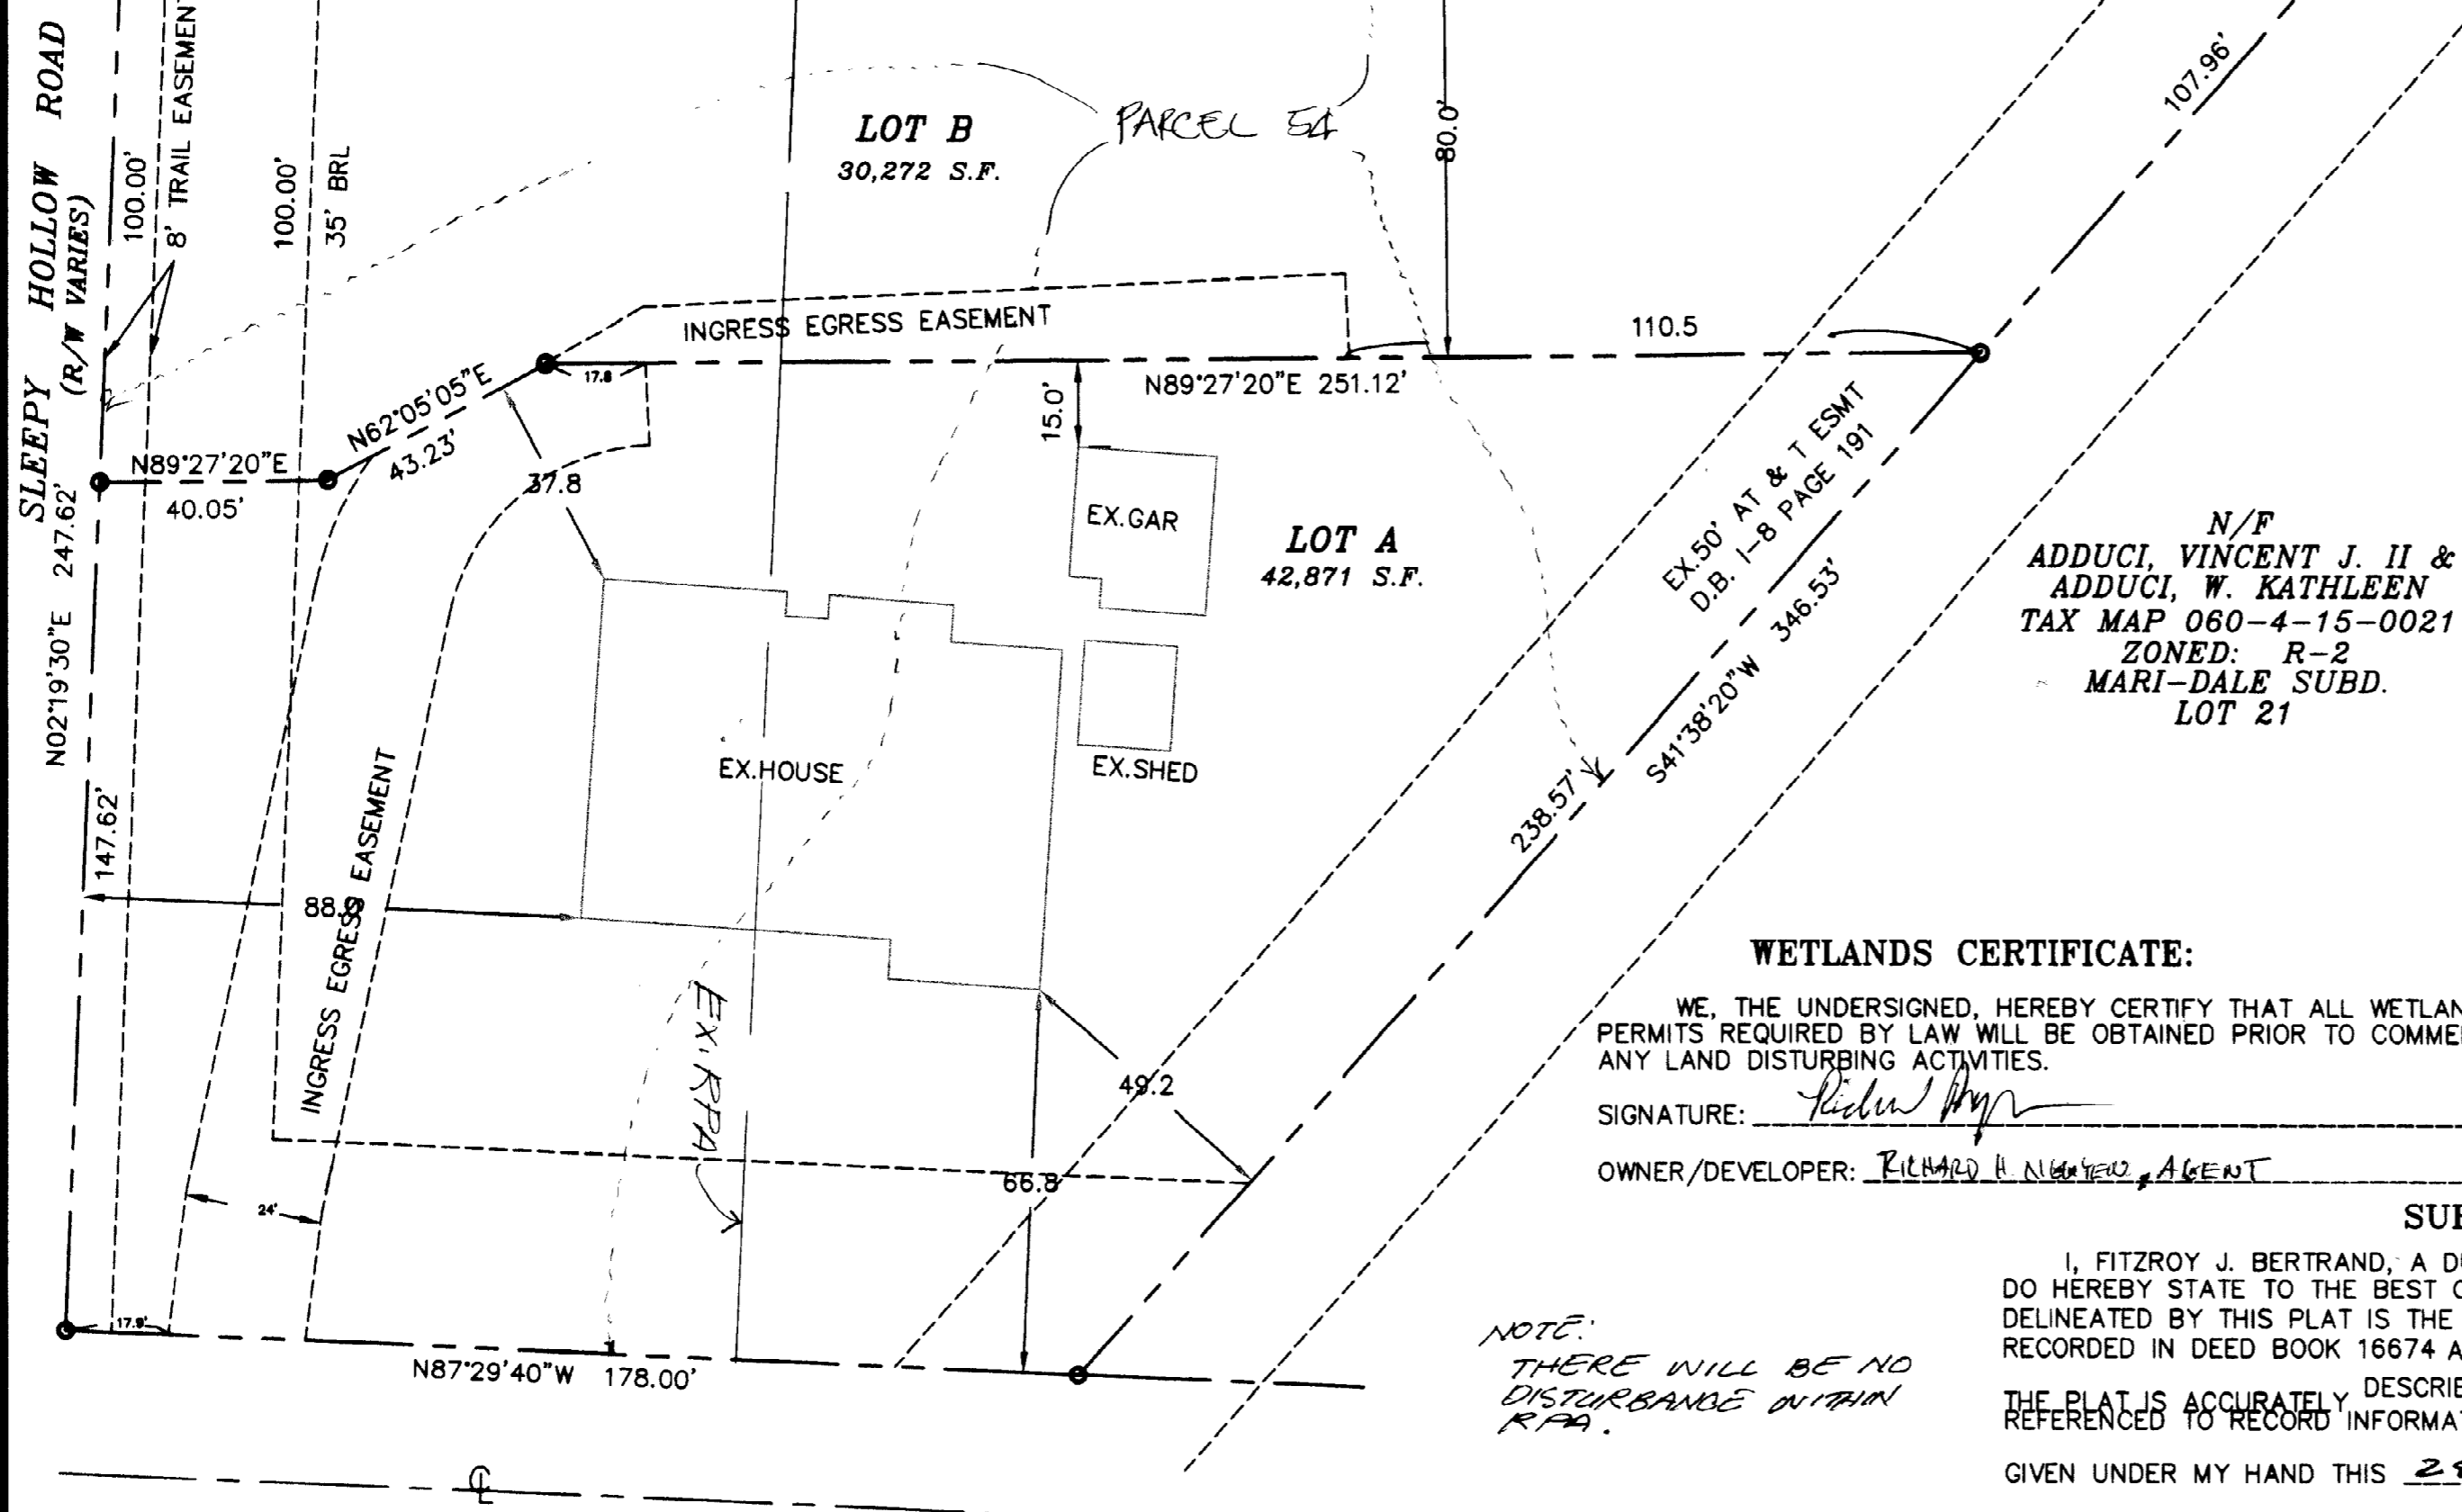 SLEEPY HOLLOW ROAD
(R/W VARIES)
100.00'
8' TRAIL EASEMENT
100.00'
35' BRL
LOT B
30,272 S.F.
PARCEL 54
80.0'
107.96'
INGRESS EGRESS EASEMENT
110.5
17.8
N89°27'20"E 251.12'
N62°05'05"E
43.23'
15.0'
N89°27'20"E
40.05'
37.8
EX.GAR
LOT A
42,871 S.F.
EX.50' AT & T ESMT
D.B. I-8 PAGE 191
S41°38'20"W 346.53'
238.57'
N/F
ADDUCI, VINCENT J. II &
ADDUCI, W. KATHLEEN
TAX MAP 060-4-15-0021
ZONED: R-2
MARI-DALE SUBD.
LOT 21
N02°19'30"E 247.62'
147.62'
EX.HOUSE
EX.SHED
INGRESS EGRESS EASEMENT
EX. RPA
49.2
66.8
24'
17.9'
N87°29'40"W 178.00'
WETLANDS CERTIFICATE:
WE, THE UNDERSIGNED, HEREBY CERTIFY THAT ALL WETLAN
PERMITS REQUIRED BY LAW WILL BE OBTAINED PRIOR TO COMME
ANY LAND DISTURBING ACTIVITIES.
SIGNATURE:
OWNER/DEVELOPER: RICHARD H. NGUYEN, AGENT
SU
I, FITZROY J. BERTRAND, A D
DO HEREBY STATE TO THE BEST
DELINEATED BY THIS PLAT IS THE
RECORDED IN DEED BOOK 16674 A
THE PLAT IS ACCURATELY DESCRIBE
REFERENCED TO RECORD INFORMA
GIVEN UNDER MY HAND THIS 2
NOTE:
THERE WILL BE NO
DISTURBANCE WITHIN
RPA.
℄